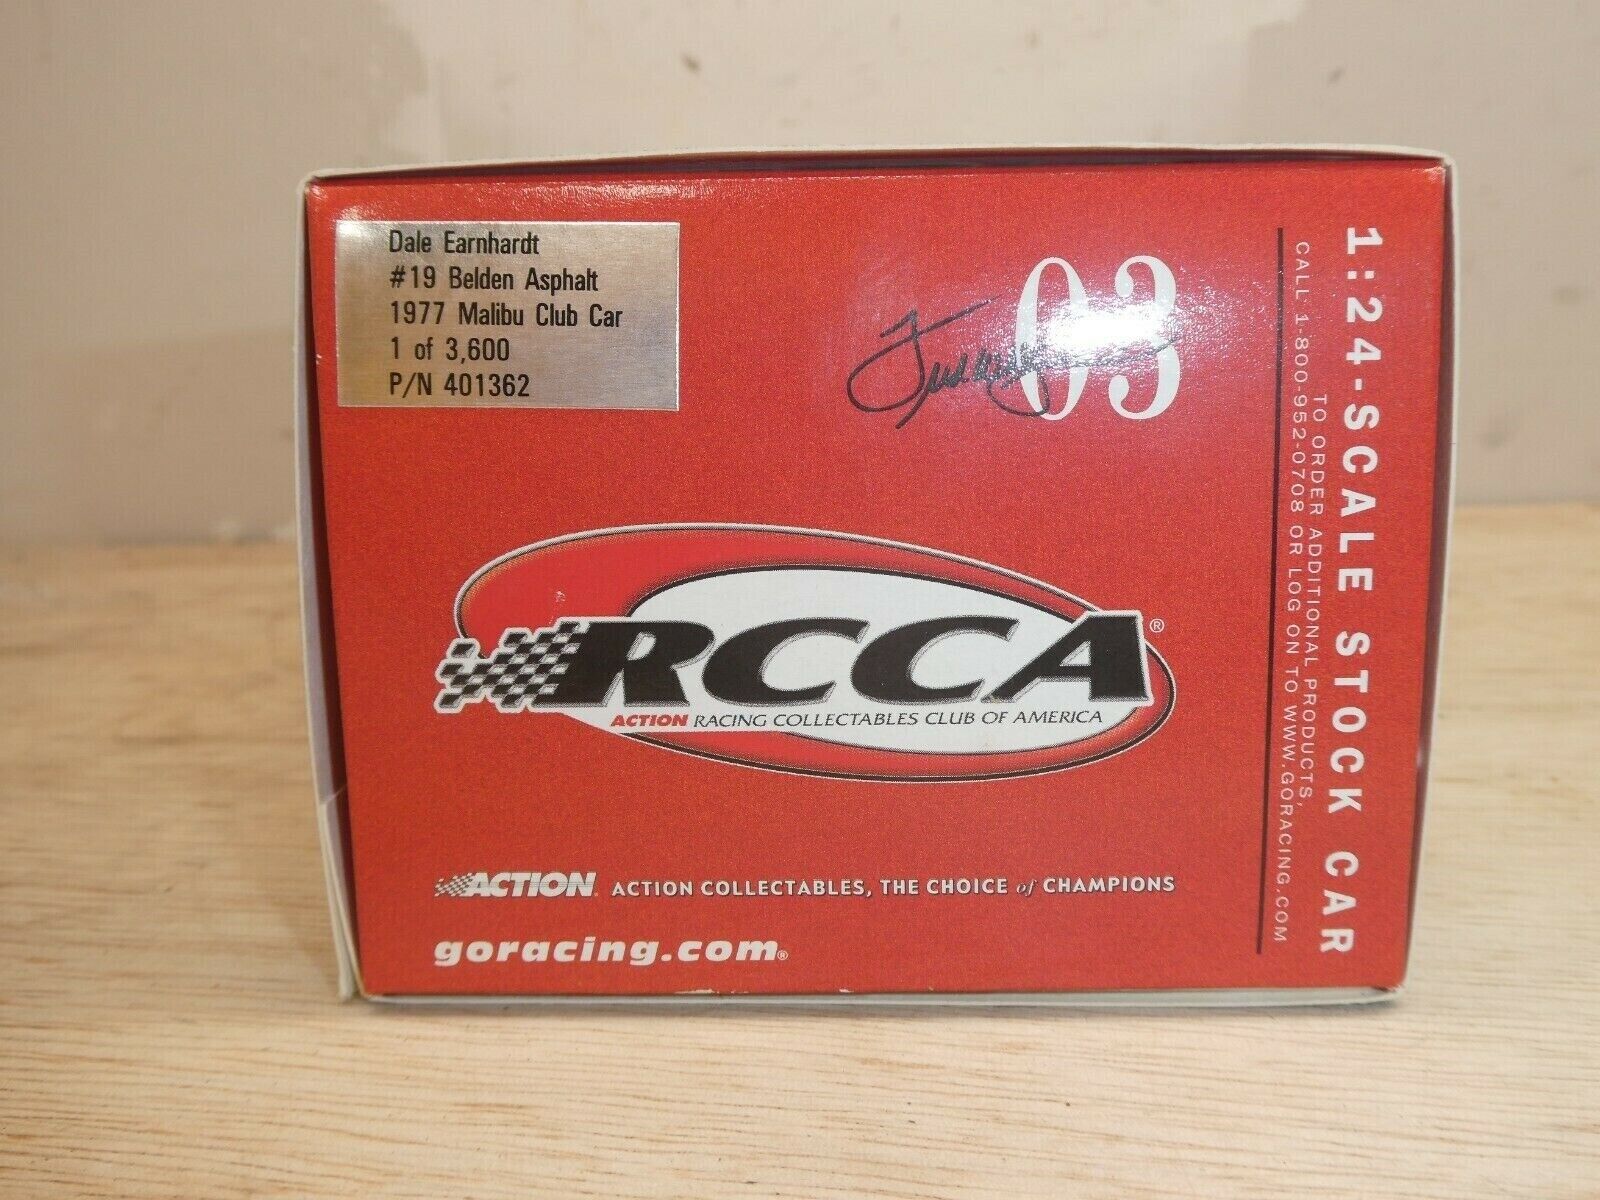 Dale Earnhardt
#19 Belden Asphalt
1977 Malibu Club Car
1 of 3,600
P/N 401362
03
RCCA®
ACTION RACING COLLECTABLES CLUB OF AMERICA
ACTION® ACTION COLLECTABLES, THE CHOICE of CHAMPIONS
goracing.com®
1:24-SCALE STOCK CAR
TO ORDER ADDITIONAL PRODUCTS,
CALL 1-800-952-0708 OR LOG ON TO WWW.GORACING.COM